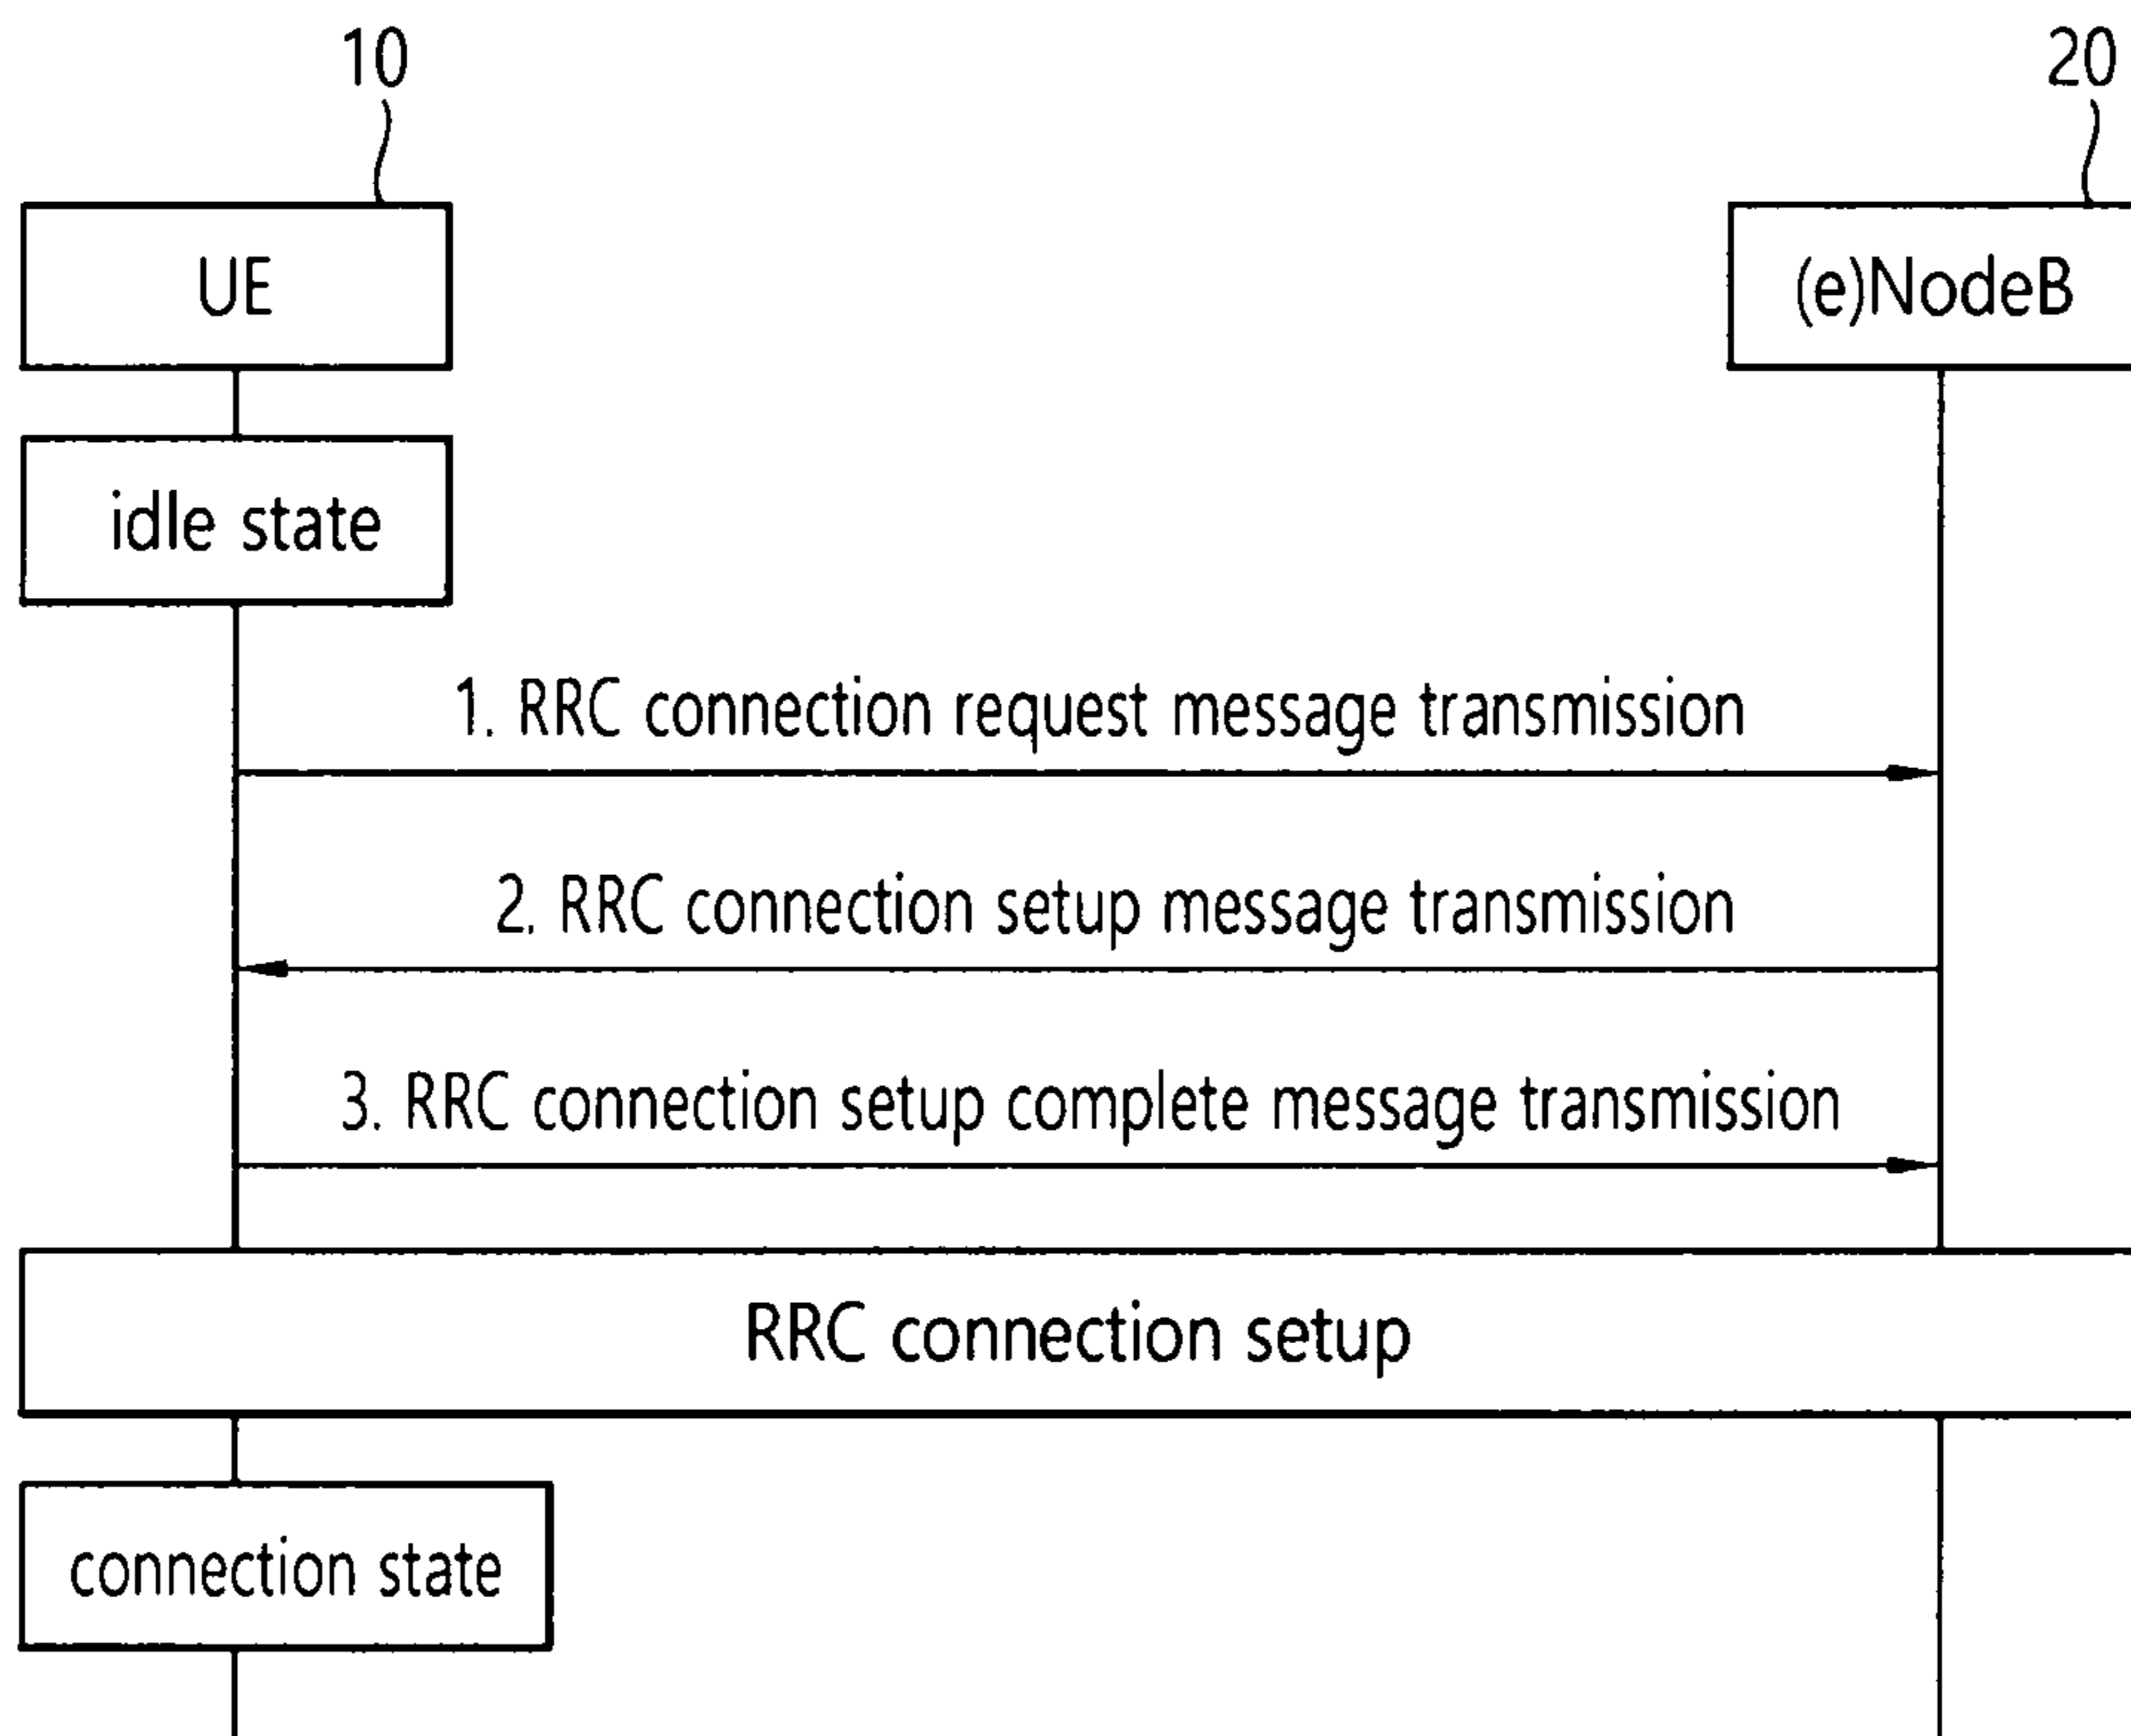 10
20
UE
(e)NodeB
idle state
1. RRC connection request message transmission
2. RRC connection setup message transmission
3. RRC connection setup complete message transmission
RRC connection setup
connection state